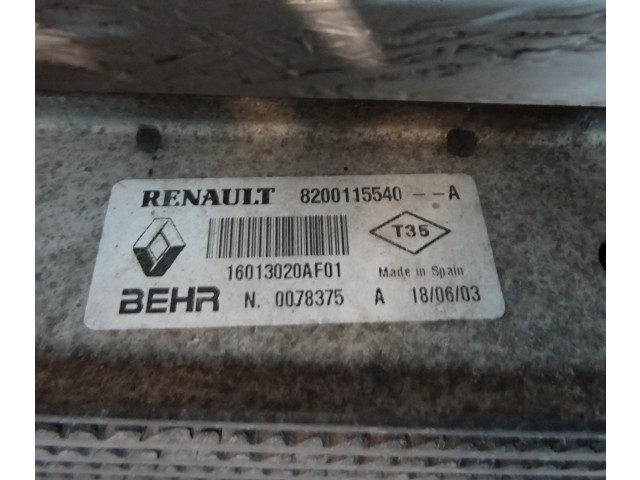 RENAULT 8200115540 -- A
T35
16013020AF01 Made in Spain
BEHR N. 0078375 A 18/06/03